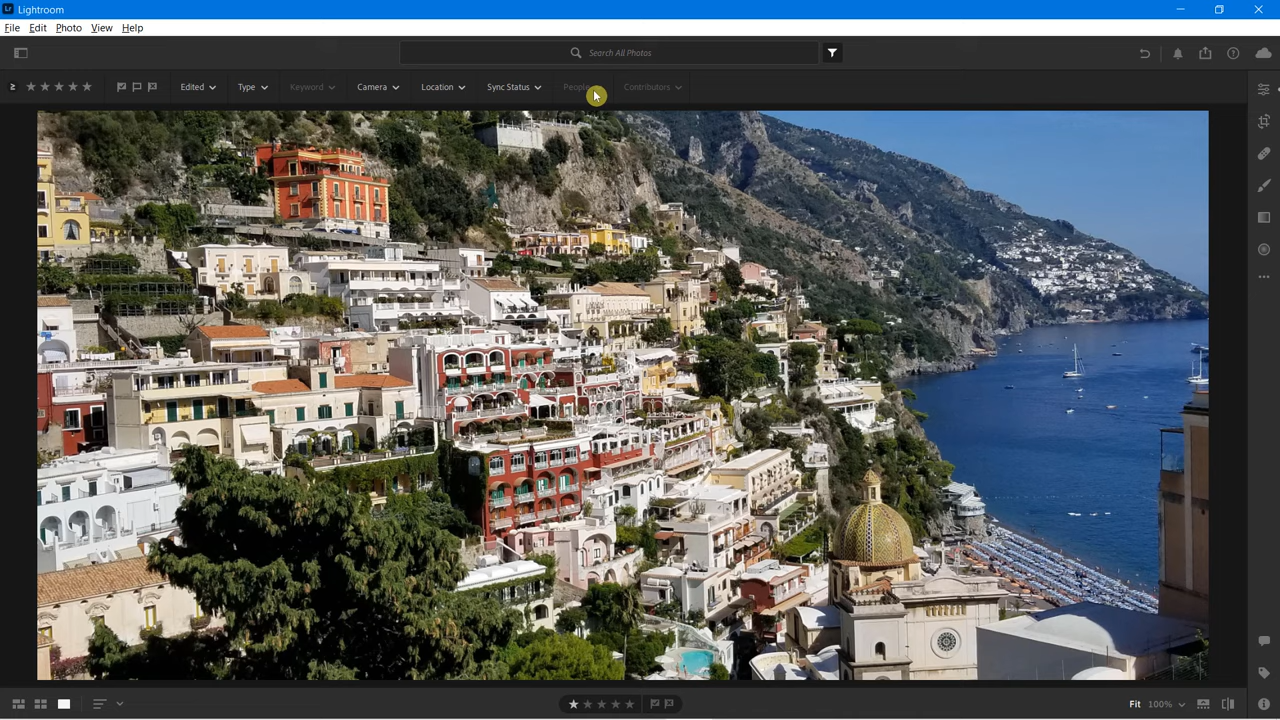 Lr Lightroom
File Edit Photo View Help
Search All Photos
Edited Type Keyword Camera Location Sync Status People Contributors
Fit 100%